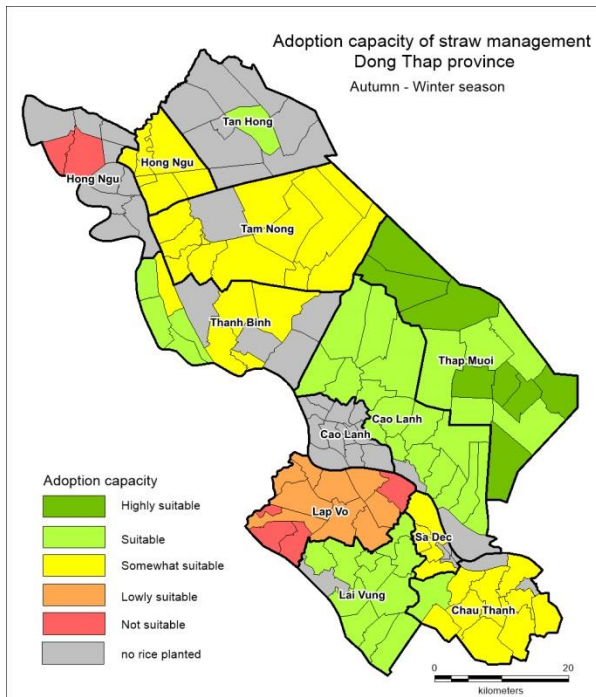 Adoption capacity of straw management
Dong Thap province
Autumn - Winter season
Tan Hong
Hong Ngu
Hong Ngu
Tam Nong
Thanh Binh
Thap Muoi
Cao Lanh
Cao Lanh
Adoption capacity
Highly suitable
Suitable
Somewhat suitable
Lowly suitable
Not suitable
no rice planted
Lap Vo
Sa Dec
Lai Vung
Chau Thanh
0 20
kilometers